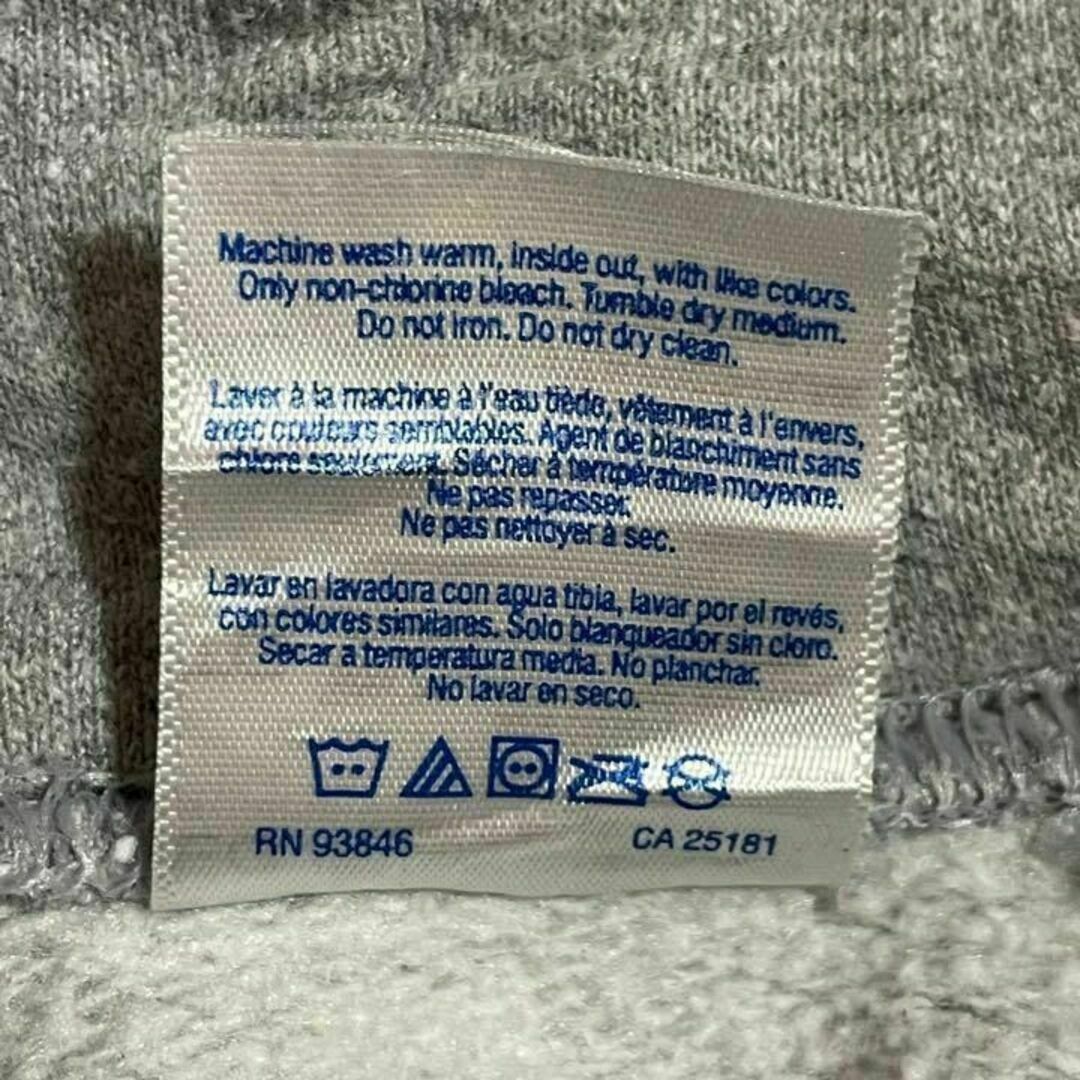 Machine wash warm, inside out, with like colors.
Only non-chlorine bleach. Tumble dry medium.
Do not iron. Do not dry clean.
Laver à la machine à l'eau tiède, vêtement à l'envers,
avec couleurs semblables. Agent de blanchiment sans
chlore seulement. Sécher à température moyenne.
Ne pas repasser.
Ne pas nettoyer à sec.
Lavar en lavadora con agua tibia, lavar por el revés,
con colores similares. Solo blanqueador sin cloro.
Secar a temperatura media. No planchar.
No lavar en seco.
RN 93846 CA 25181